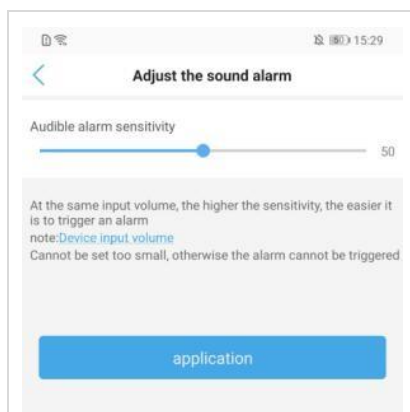 15:29
Adjust the sound alarm
Audible alarm sensitivity
50
At the same input volume, the higher the sensitivity, the easier it
is to trigger an alarm
note:Device input volume
Cannot be set too small, otherwise the alarm cannot be triggered
application